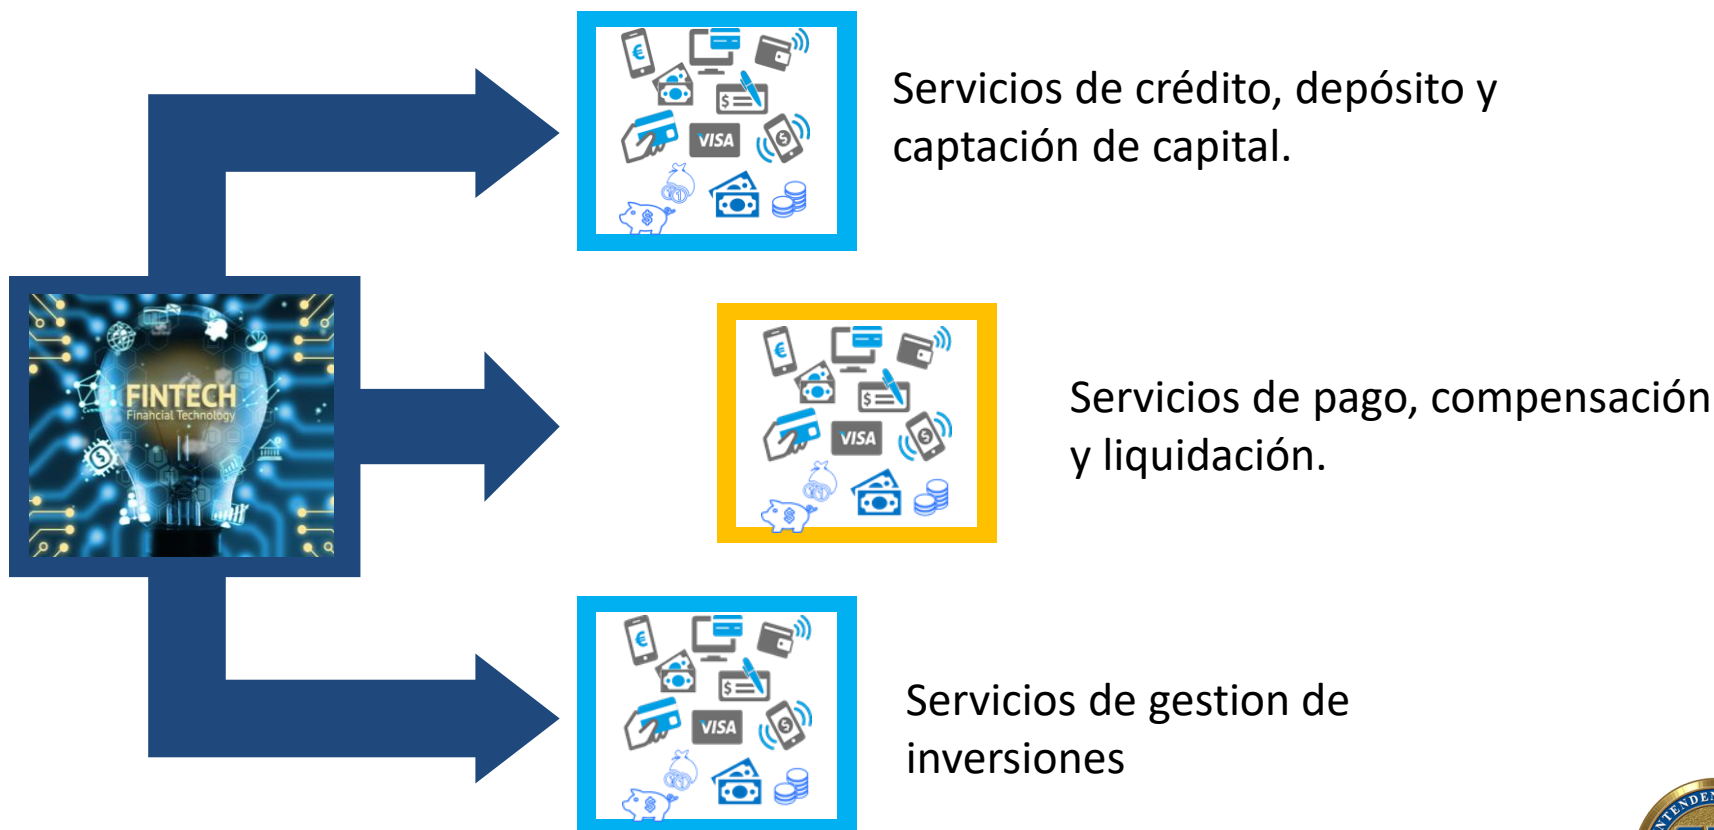 Servicios de crédito, depósito y
captación de capital.
VISA
FINTECH
Financial Technology
Servicios de pago, compensación
y liquidación.
VISA
Servicios de gestion de
inversiones
VISA